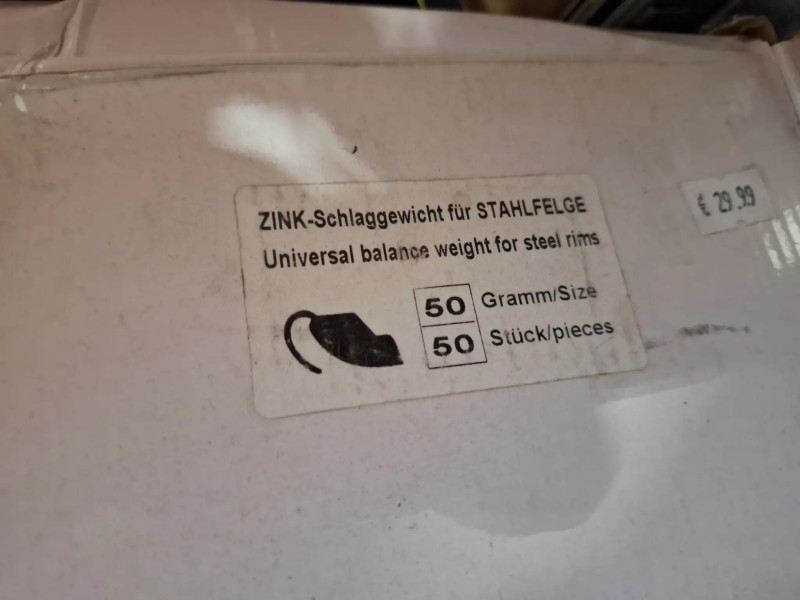 ZINK-Schlaggewicht für STAHLFELGE
Universal balance weight for steel rims
50 Gramm/Size
50 Stück/pieces
€ 29.99